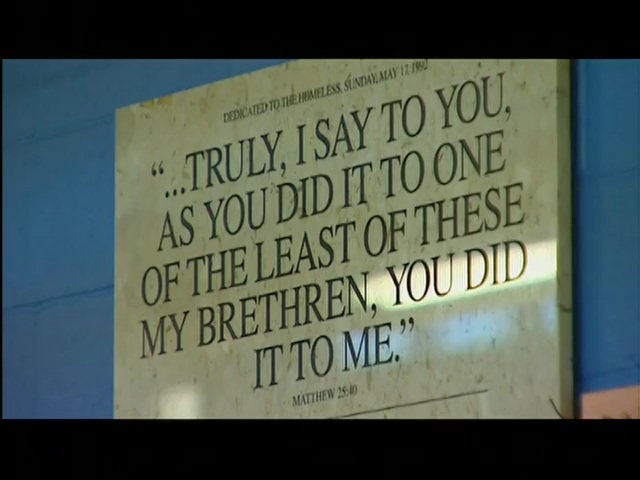 DEDICATED TO THE HOMELESS, SUNDAY, MAY 17, 1992
“...TRULY, I SAY TO YOU,
AS YOU DID IT TO ONE
OF THE LEAST OF THESE
MY BRETHREN, YOU DID
IT TO ME.”
MATTHEW 25:40